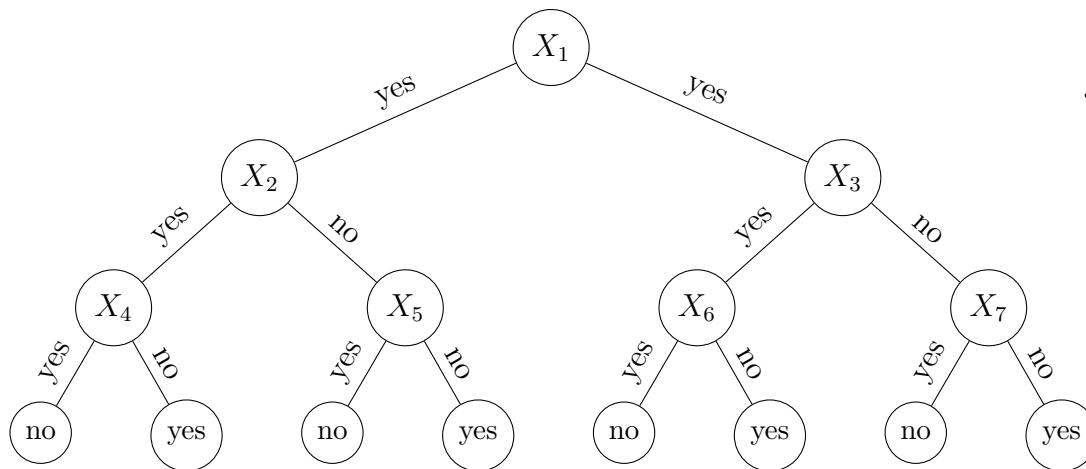 X₁
yes yes
X₂ X₃
yes no yes no
X₄ X₅ X₆ X₇
yes no yes no yes no yes no
no yes no yes no yes no yes